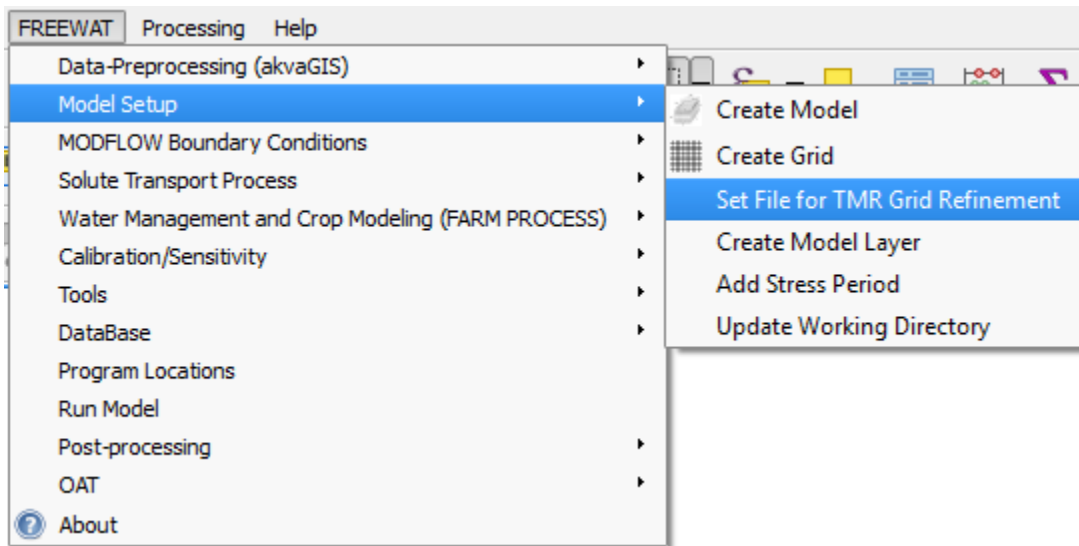 FREEWAT Processing Help
Data-Preprocessing (akvaGIS)
Model Setup
MODFLOW Boundary Conditions
Solute Transport Process
Water Management and Crop Modeling (FARM PROCESS)
Calibration/Sensitivity
Tools
DataBase
Program Locations
Run Model
Post-processing
OAT
About
Create Model
Create Grid
Set File for TMR Grid Refinement
Create Model Layer
Add Stress Period
Update Working Directory